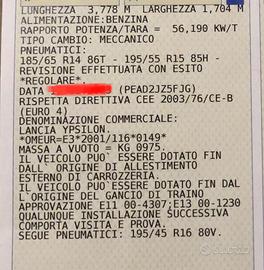 LUNGHEZZA 3,778 M LARGHEZZA 1,704 M
ALIMENTAZIONE:BENZINA
RAPPORTO POTENZA/TARA = 56,190 KW/T
TIPO CAMBIO: MECCANICO
PNEUMATICI:
185/65 R14 86T - 195/55 R15 85H -
REVISIONE EFFETTUATA CON ESITO
*REGOLARE*.
DATA (PEAD2JZ5FJG)
RISPETTA DIRETTIVA CEE 2003/76/CE-B
(EURO 4)
DENOMINAZIONE COMMERCIALE:
LANCIA YPSILON.
*OMEUR=E3*2001/116*0149*
MASSA A VUOTO = KG 0975.
IL VEICOLO PUO`ESSERE DOTATO FIN
DALL`ORIGINE DI ALLESTIMENTO
ESTERNO DI CARROZZERIA.
IL VEICOLO PUO`ESSERE DOTATO FIN DAL
L`ORIGINE DEL GANCIO DI TRAINO
APPROVAZIONE E11 00-4307;E13 00-1230
QUALUNQUE INSTALLAZIONE SUCCESSIVA
COMPORTA VISITA E PROVA.
SEGUE PNEUMATICI: 195/45 R16 80V.
subito